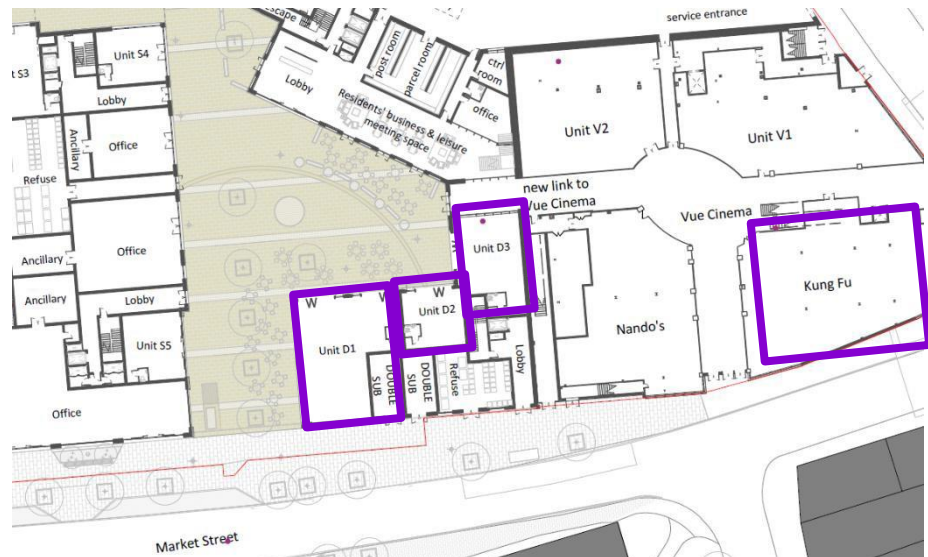 service entrance
escape
Unit S4
t S3
post room
parcel room
ctrl
room
Lobby
office
Lobby
Residents' business & leisure
meeting space
Unit V2
Unit V1
Ancillary
Office
Refuse
new link to
Vue Cinema
Vue Cinema
Unit D3
Office
Ancillary
Kung Fu
Ancillary
Lobby
W
W
W
Unit D2
Nando's
Unit D1
Unit S5
Lobby
DOUBLE
SUB
DOUBLE
SUB
Refuse
Office
Market Street